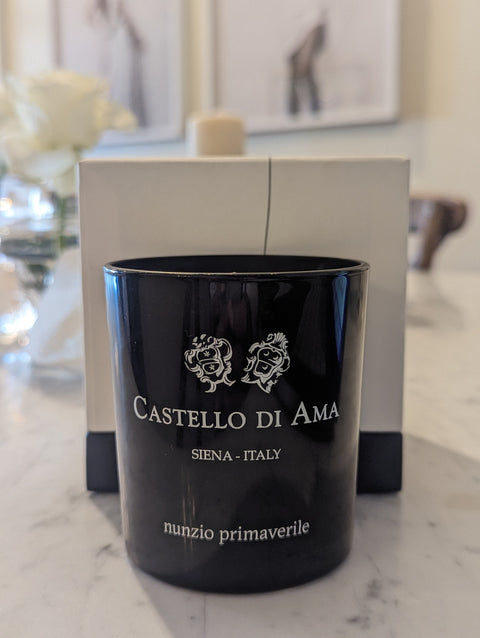 CASTELLO DI AMA
SIENA - ITALY
nunzio primaverile